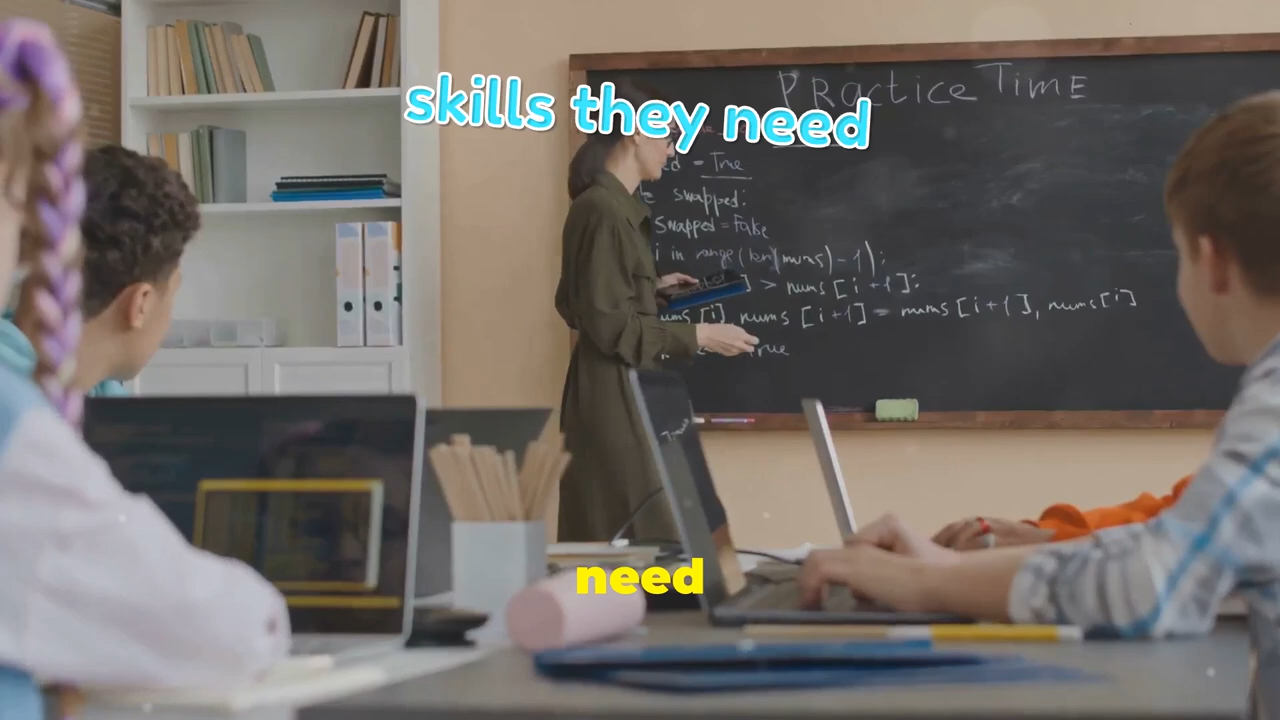 skills they need
PRactice Time
= True
swapped:
Swapped = False
i in range(len(nums)-1):
] > nums[i+1]:
nums[i], nums[i+1] = nums[i+1], nums[i]
need